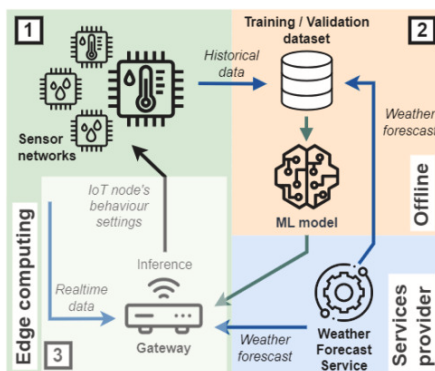 1
Training / Validation
dataset
2
Historical
data
Weather
forescast
Sensor
networks
IoT node's
behaviour
settings
ML model
Offline
Edge computing
Inference
Realtime
data
Gateway
Weather
forecast
Weather
Forecast
Service
Services
provider
3